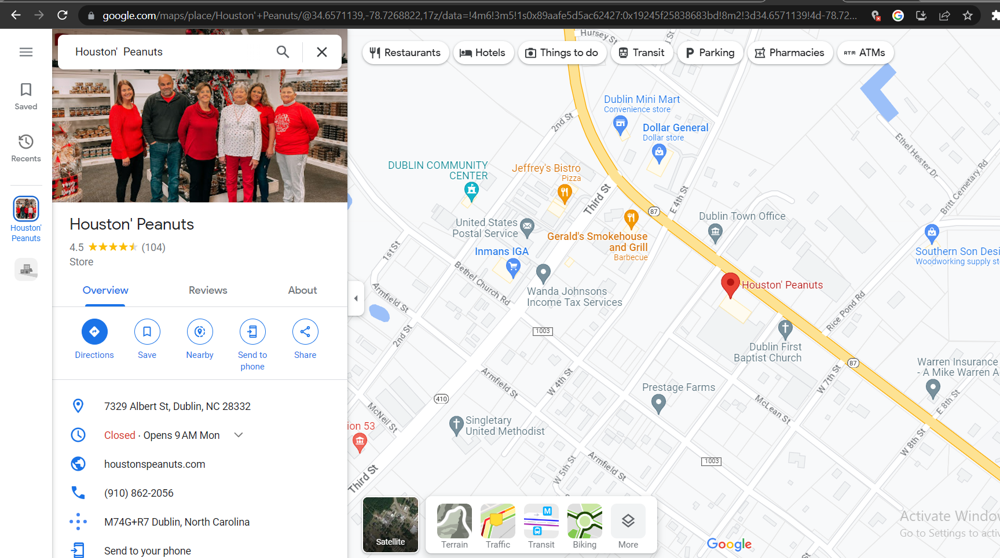 google.com/maps/place/Houston'+Peanuts/@34.6571139,-78.7268822,17z/data=!4m6!3m5!1s0x89aafe5d5ac62427:0x19245f25838683bd!8m2!3d34.6571139!4d-78.72...
Houston'  Peanuts
Saved
Recents
Houston'
Peanuts
Houston' Peanuts
4.5 (104)
Store
Overview
Reviews
About
Directions
Save
Nearby
Send to
phone
Share
7329 Albert St, Dublin, NC 28332
Closed · Opens 9 AM Mon
houstonspeanuts.com
(910) 862-2056
M74G+R7 Dublin, North Carolina
Send to your phone
Restaurants
Hotels
Things to do
Transit
Parking
Pharmacies
ATM ATMs
Hursey St
1st St
Dublin Mini Mart
Convenience store
Dollar General
Dollar store
2nd St
Ethel Hester Dr
Britt Cemetary Rd
DUBLIN COMMUNITY
CENTER
Jeffrey's Bistro
Pizza
Third St
E 4th St
87
Dublin Town Office
United States
Postal Service
Gerald's Smokehouse
and Grill
Barbecue
Inmans IGA
1st St
Bethel Church Rd
Southern Son Desi
Woodworking supply st
Wanda Johnsons
Income Tax Services
Houston' Peanuts
Armfield St
Rice Pond Rd
1003
2nd St
Dublin First
Baptist Church
87
Warren Insurance
- A Mike Warren A
Armfield St
W 4th St
W 7th St
Prestage Farms
410
McLean St
E 8th St
McNeil St
Singletary
United Methodist
ion 53
W 8th St
1003
Armfield St
W 5th St
Third St
Satellite
Terrain
Traffic
M
Transit
Biking
More
Google
Activate Windo
Go to Settings to activ